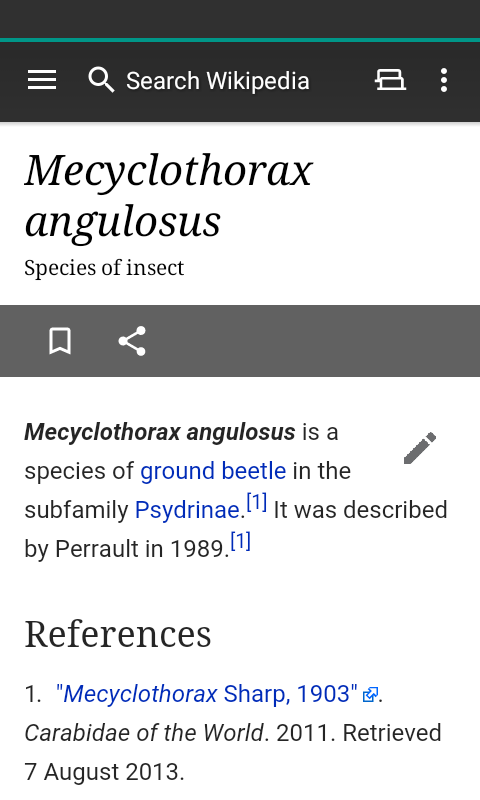 Search Wikipedia
Mecyclothorax
angulosus
Species of insect
Mecyclothorax angulosus is a
species of ground beetle in the
subfamily Psydrinae.[1] It was described
by Perrault in 1989.[1]
References
1. "Mecyclothorax Sharp, 1903".
Carabidae of the World. 2011. Retrieved
7 August 2013.